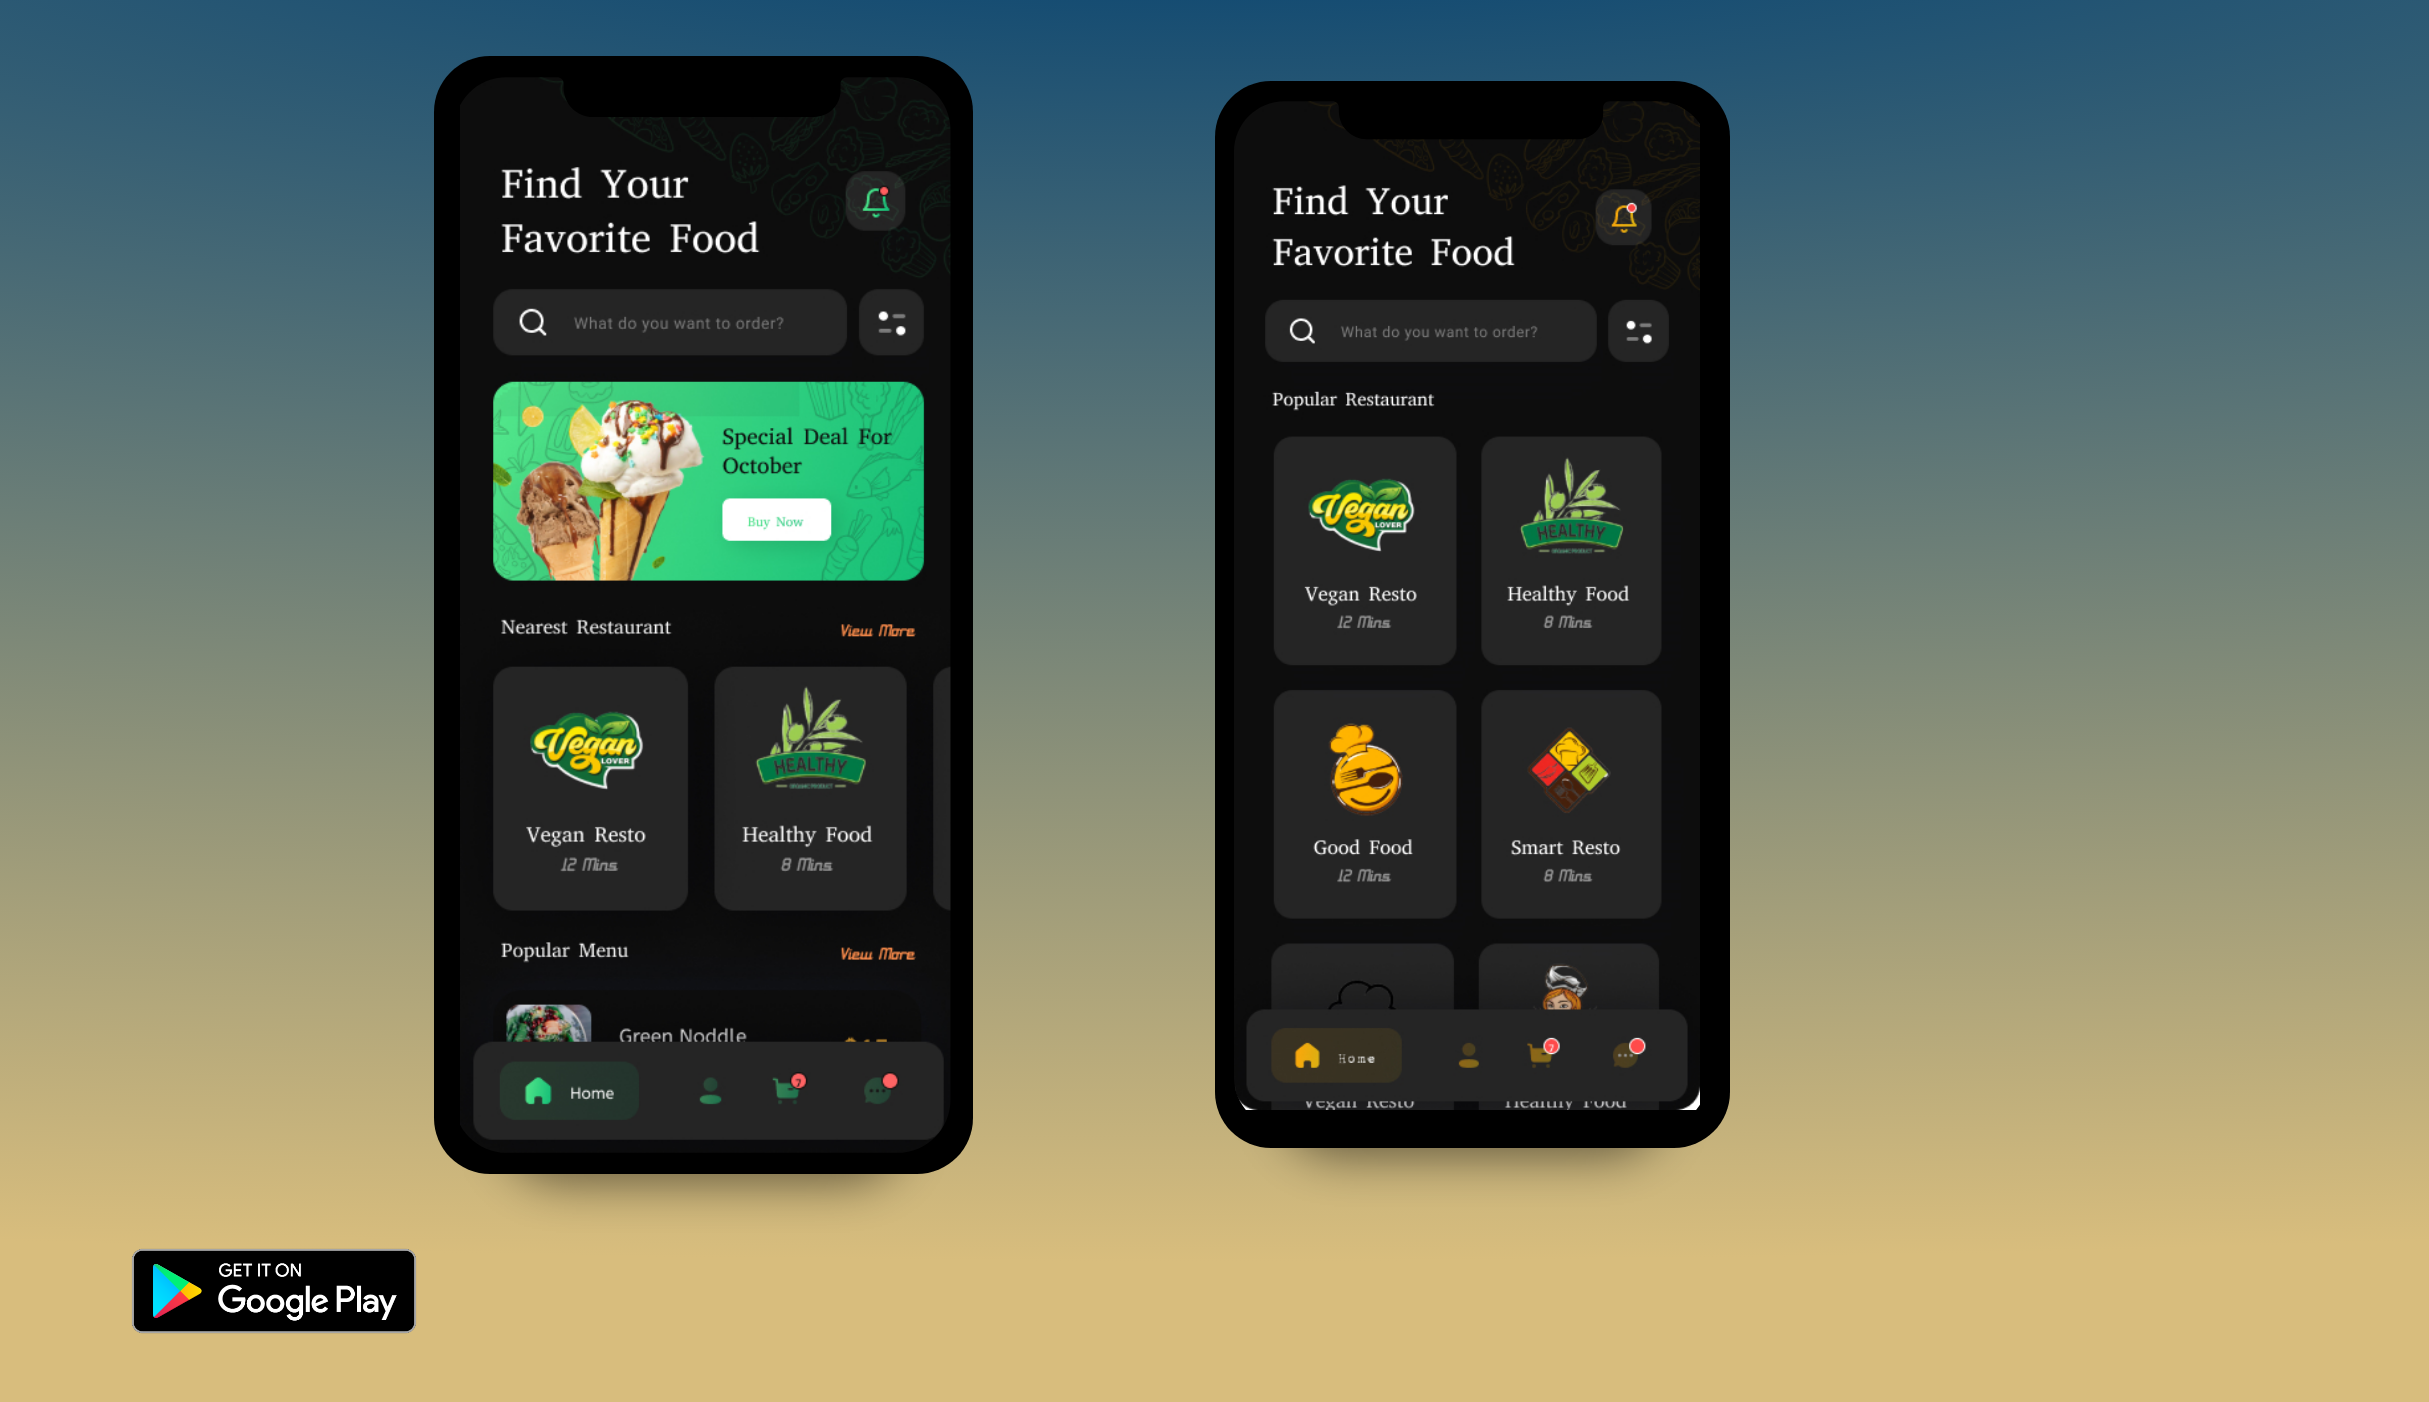 Find Your
Favorite Food
What do you want to order?
Special Deal For
October
Buy Now
Nearest Restaurant
View More
Vegan
LOVER
HEALTHY
ORGANIC PRODUCT
Vegan Resto
12 Mins
Healthy Food
8 Mins
Popular Menu
View More
Green Noddle
Home
7
Find Your
Favorite Food
What do you want to order?
Popular Restaurant
Vegan
LOVER
HEALTHY
ORGANIC PRODUCT
Vegan Resto
12 Mins
Healthy Food
8 Mins
Good Food
12 Mins
Smart Resto
8 Mins
Home
7
Vegan Resto
Healthy Food
GET IT ON
Google Play